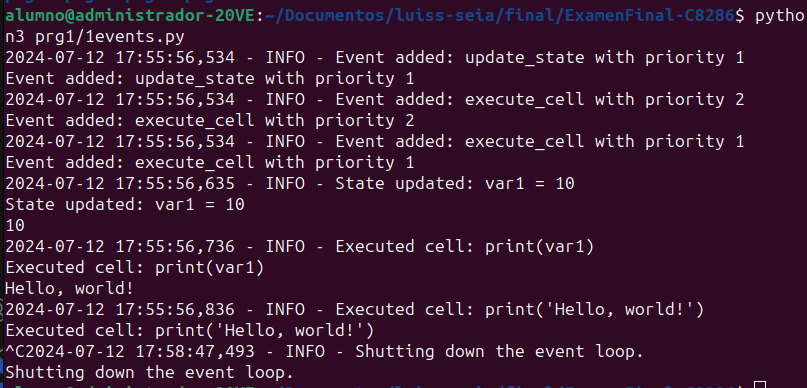 alumno@administrador-20VE:~/Documentos/luiss-seia/final/ExamenFinal-C8286$ pytho
n3 prg1/1events.py
2024-07-12 17:55:56,534 - INFO - Event added: update_state with priority 1
Event added: update_state with priority 1
2024-07-12 17:55:56,534 - INFO - Event added: execute_cell with priority 2
Event added: execute_cell with priority 2
2024-07-12 17:55:56,534 - INFO - Event added: execute_cell with priority 1
Event added: execute_cell with priority 1
2024-07-12 17:55:56,635 - INFO - State updated: var1 = 10
State updated: var1 = 10
10
2024-07-12 17:55:56,736 - INFO - Executed cell: print(var1)
Executed cell: print(var1)
Hello, world!
2024-07-12 17:55:56,836 - INFO - Executed cell: print('Hello, world!')
Executed cell: print('Hello, world!')
^C2024-07-12 17:58:47,493 - INFO - Shutting down the event loop.
Shutting down the event loop.